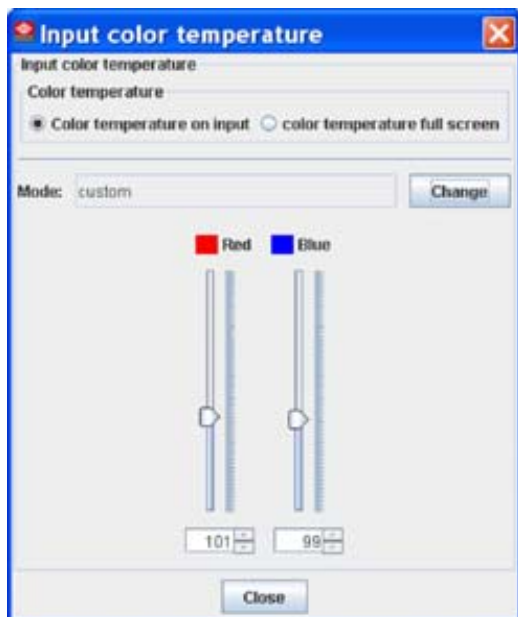 Input color temperature
Input color temperature
Color temperature
Color temperature on input color temperature full screen
Mode: custom Change
Red Blue
101 99
Close